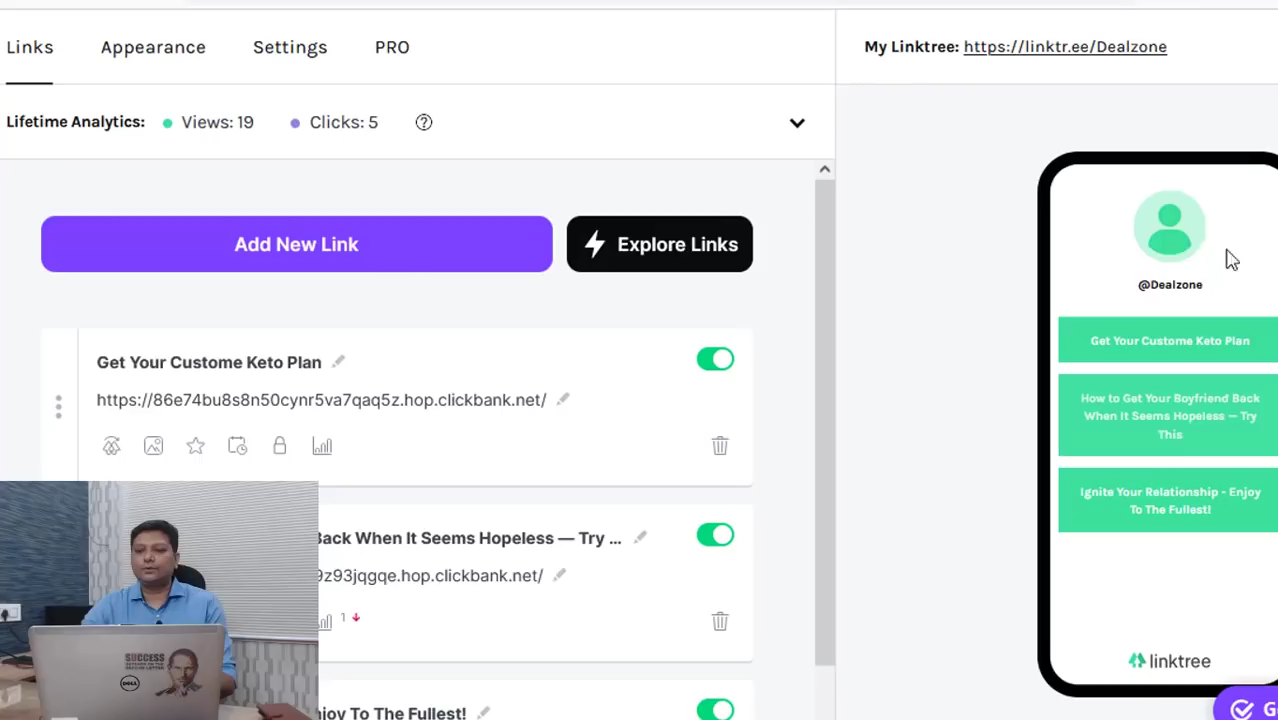 Links
Appearance
Settings
PRO
My Linktree: https://linktr.ee/Dealzone
Lifetime Analytics:
Views: 19
Clicks: 5
?
Add New Link
Explore Links
@Dealzone
Get Your Custome Keto Plan
https://86e74bu8s8n50cynr5va7qaq5z.hop.clickbank.net/
Get Your Custome Keto Plan
How to Get Your Boyfriend Back
When It Seems Hopeless — Try
This
Ignite Your Relationship - Enjoy
To The Fullest!
Back When It Seems Hopeless — Try ...
9z93jqgqe.hop.clickbank.net/
1
njoy To The Fullest!
linktree
SUCCESS
DELL